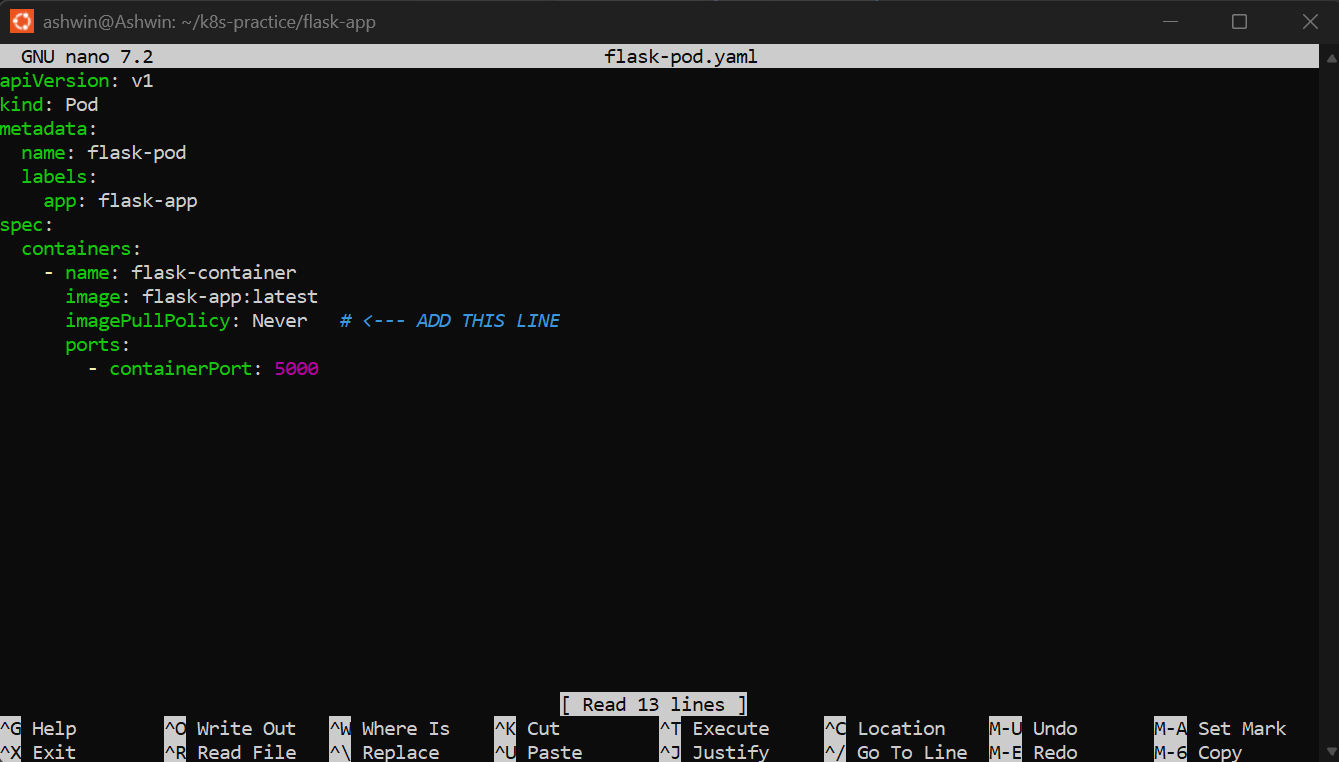 ashwin@Ashwin: ~/k8s-practice/flask-app
GNU nano 7.2 flask-pod.yaml
apiVersion: v1
kind: Pod
metadata:
  name: flask-pod
  labels:
    app: flask-app
spec:
  containers:
    - name: flask-container
      image: flask-app:latest
      imagePullPolicy: Never   # <--- ADD THIS LINE
      ports:
        - containerPort: 5000
[ Read 13 lines ]
^G Help ^O Write Out ^W Where Is ^K Cut ^T Execute ^C Location M-U Undo M-A Set Mark
^X Exit ^R Read File ^\ Replace ^U Paste ^J Justify ^/ Go To Line M-E Redo M-6 Copy